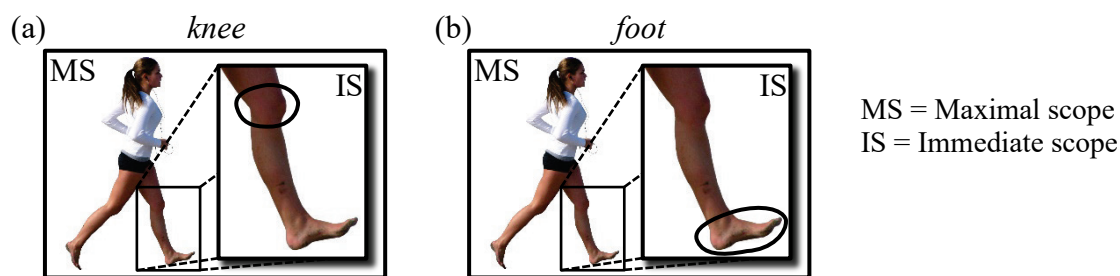 (a) knee
MS
IS
(b) foot
MS
IS
MS = Maximal scope
IS = Immediate scope